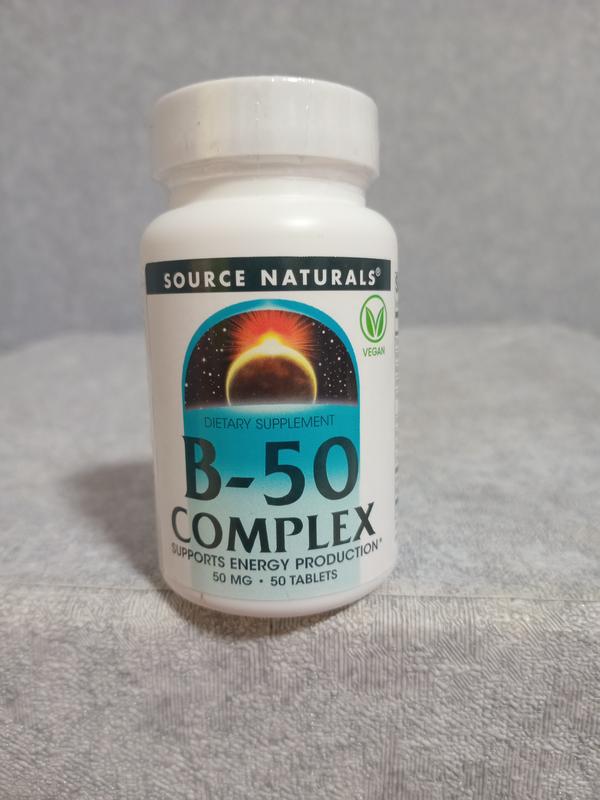 SOURCE NATURALS®
VEGAN
DIETARY SUPPLEMENT
B-50
COMPLEX
SUPPORTS ENERGY PRODUCTION*
50 MG • 50 TABLETS